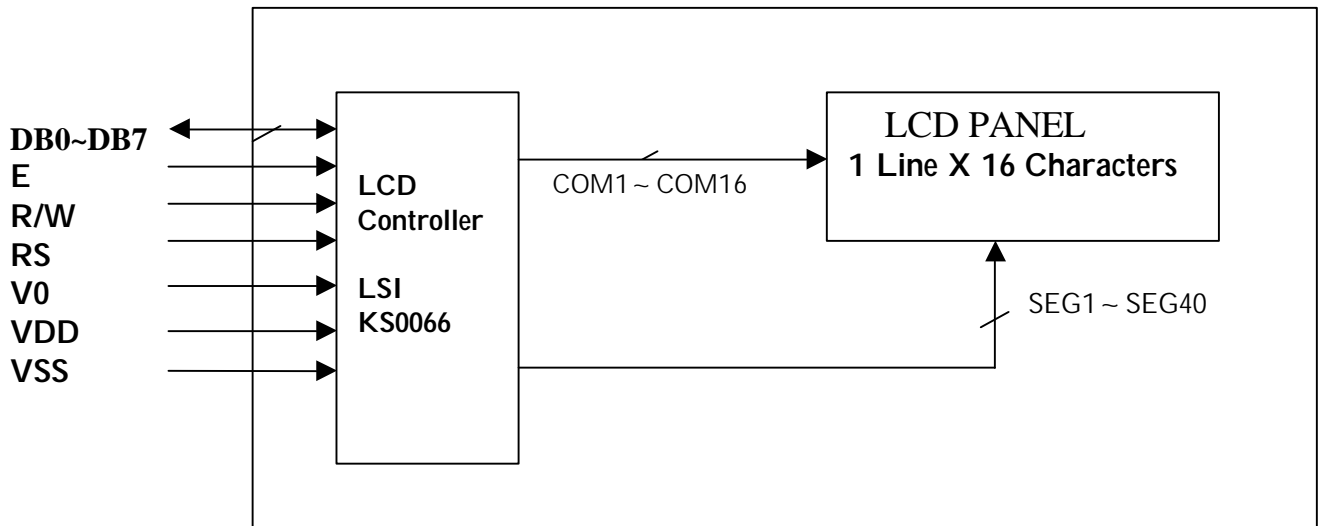 DB0~DB7
E
R/W
RS
V0
VDD
VSS
LCD
Controller
LSI
KS0066
COM1 ~ COM16
LCD PANEL
1 Line X 16 Characters
SEG1 ~ SEG40